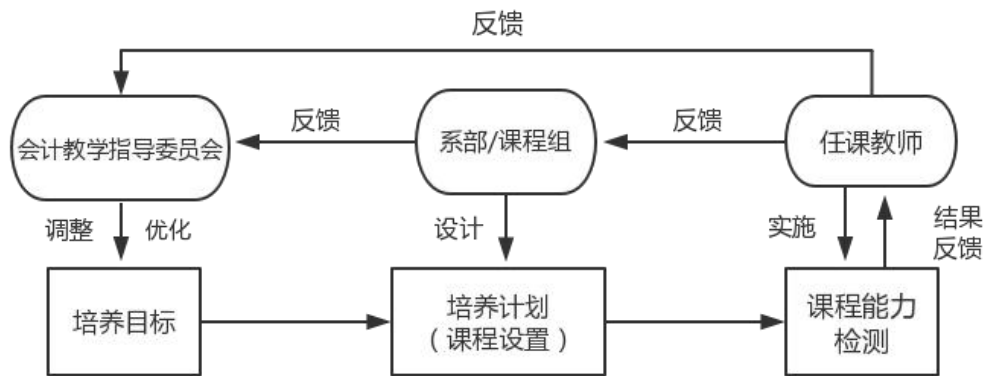 反馈
会计教学指导委员会
反馈
系部/课程组
反馈
任课教师
调整
优化
设计
实施
结果
反馈
培养目标
培养计划
（课程设置）
课程能力
检测